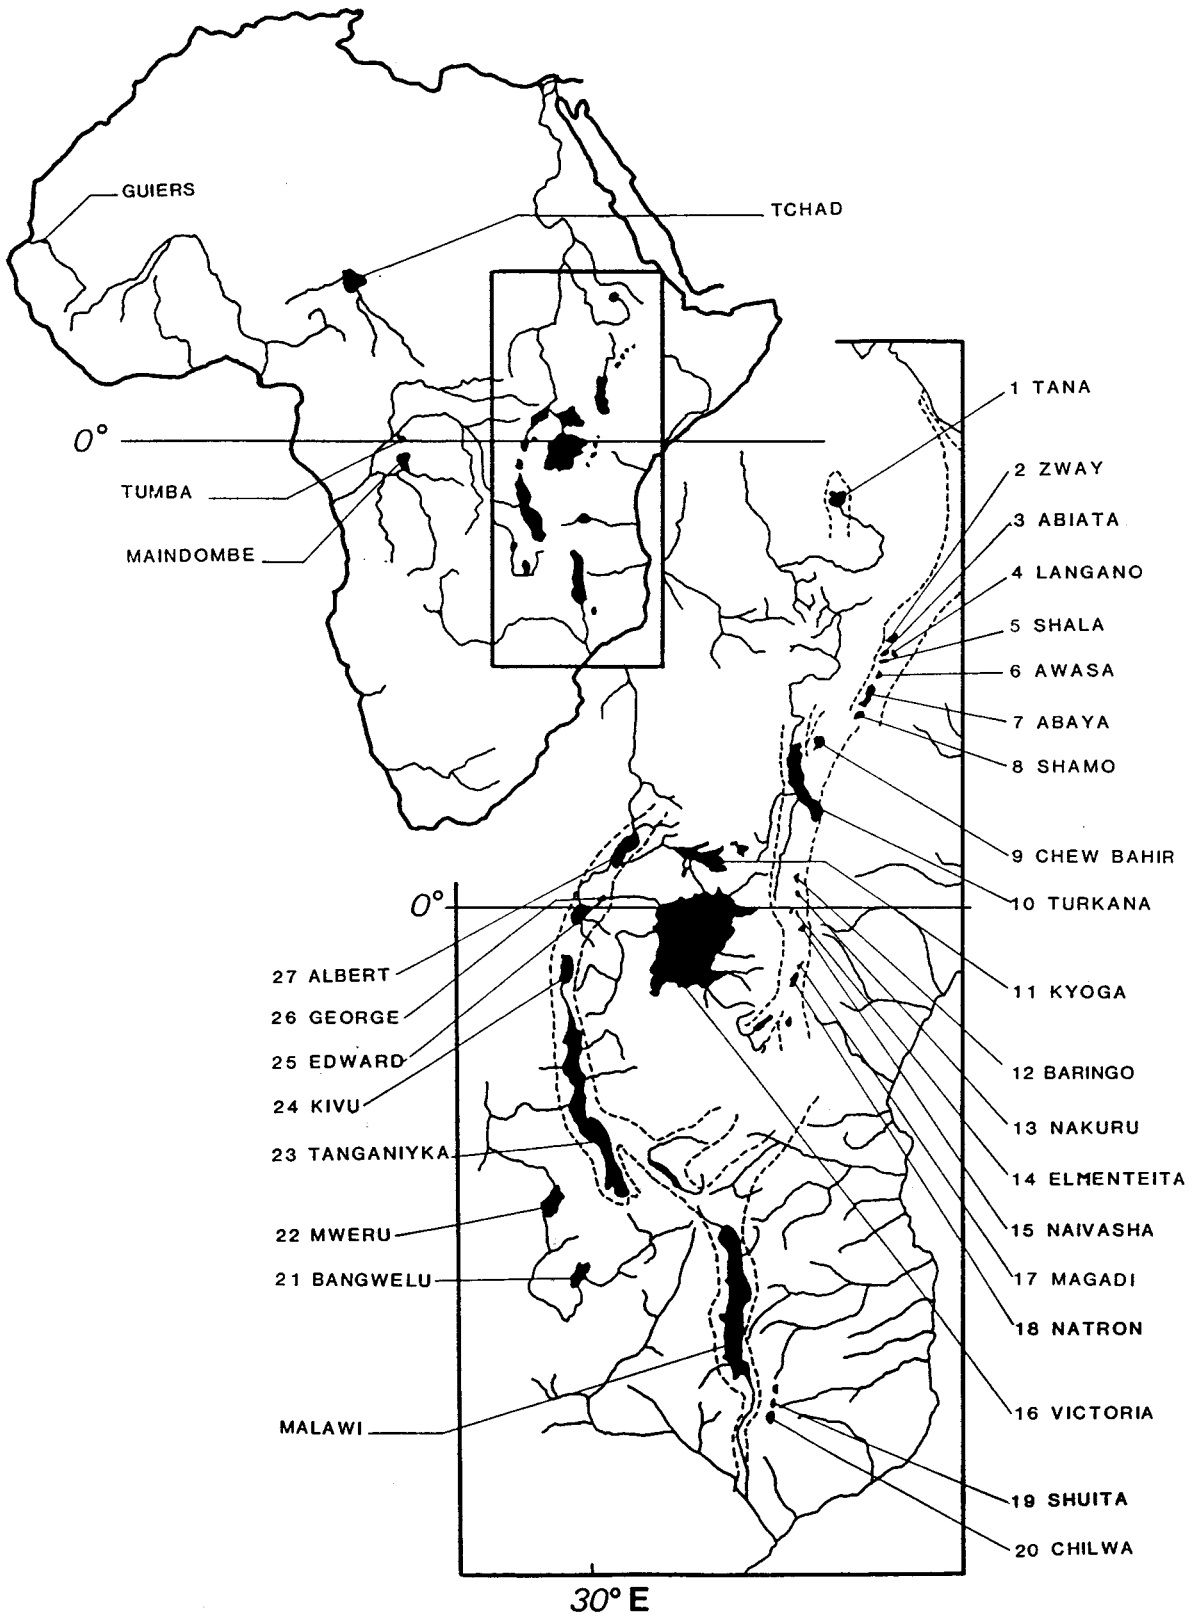 GUIERS
TCHAD
0°
TUMBA
MAINDOMBE
1 TANA
2 ZWAY
3 ABIATA
4 LANGANO
5 SHALA
6 AWASA
7 ABAYA
8 SHAMO
9 CHEW BAHIR
10 TURKANA
0°
11 KYOGA
12 BARINGO
13 NAKURU
14 ELMENTEITA
15 NAIVASHA
17 MAGADI
18 NATRON
16 VICTORIA
19 SHUITA
20 CHILWA
27 ALBERT
26 GEORGE
25 EDWARD
24 KIVU
23 TANGANIYKA
22 MWERU
21 BANGWELU
MALAWI
30° E